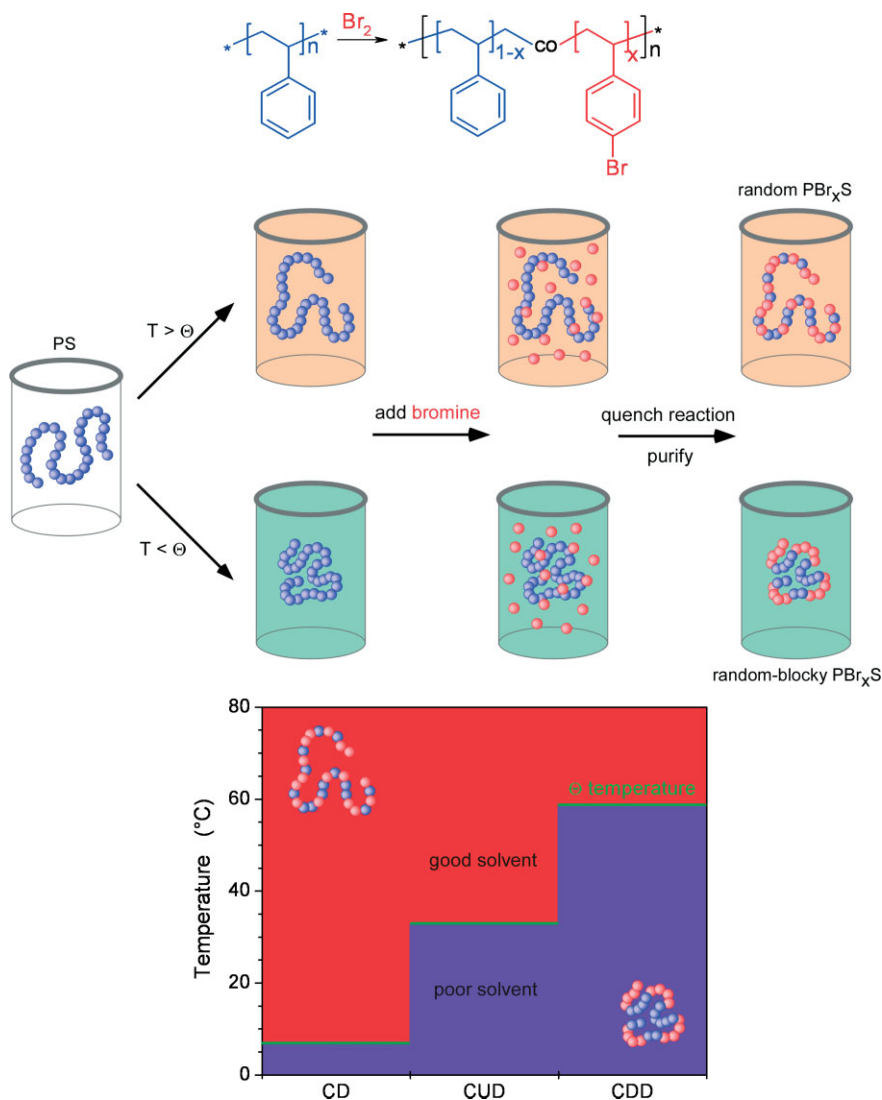 Br2
* [ ]n *
* [ [ ]1-x co [ ]x ]n *
Br
random PBrxS
PS
T > Θ
add bromine
quench reaction
purify
T < Θ
random-blocky PBrxS
80
Θ temperature
60
good solvent
40
Temperature (°C)
20
poor solvent
0
CD CUD CDD